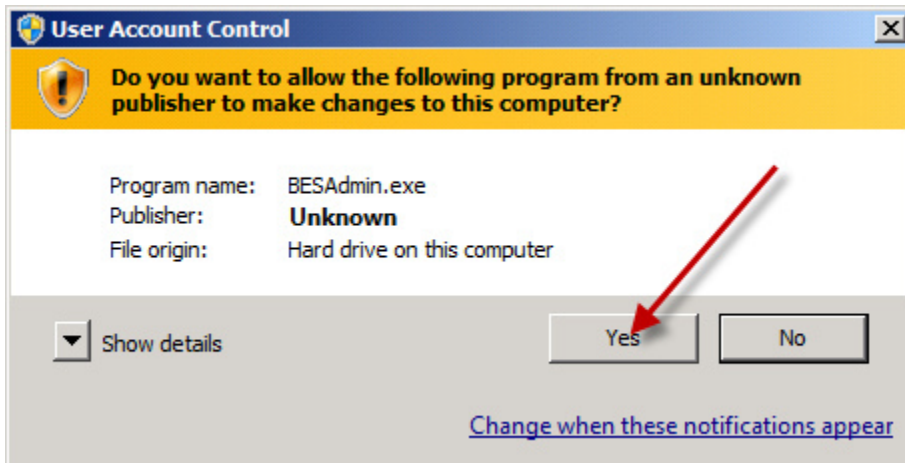 User Account Control
Do you want to allow the following program from an unknown
publisher to make changes to this computer?
Program name: BESAdmin.exe
Publisher: Unknown
File origin: Hard drive on this computer
Show details Yes No
Change when these notifications appear